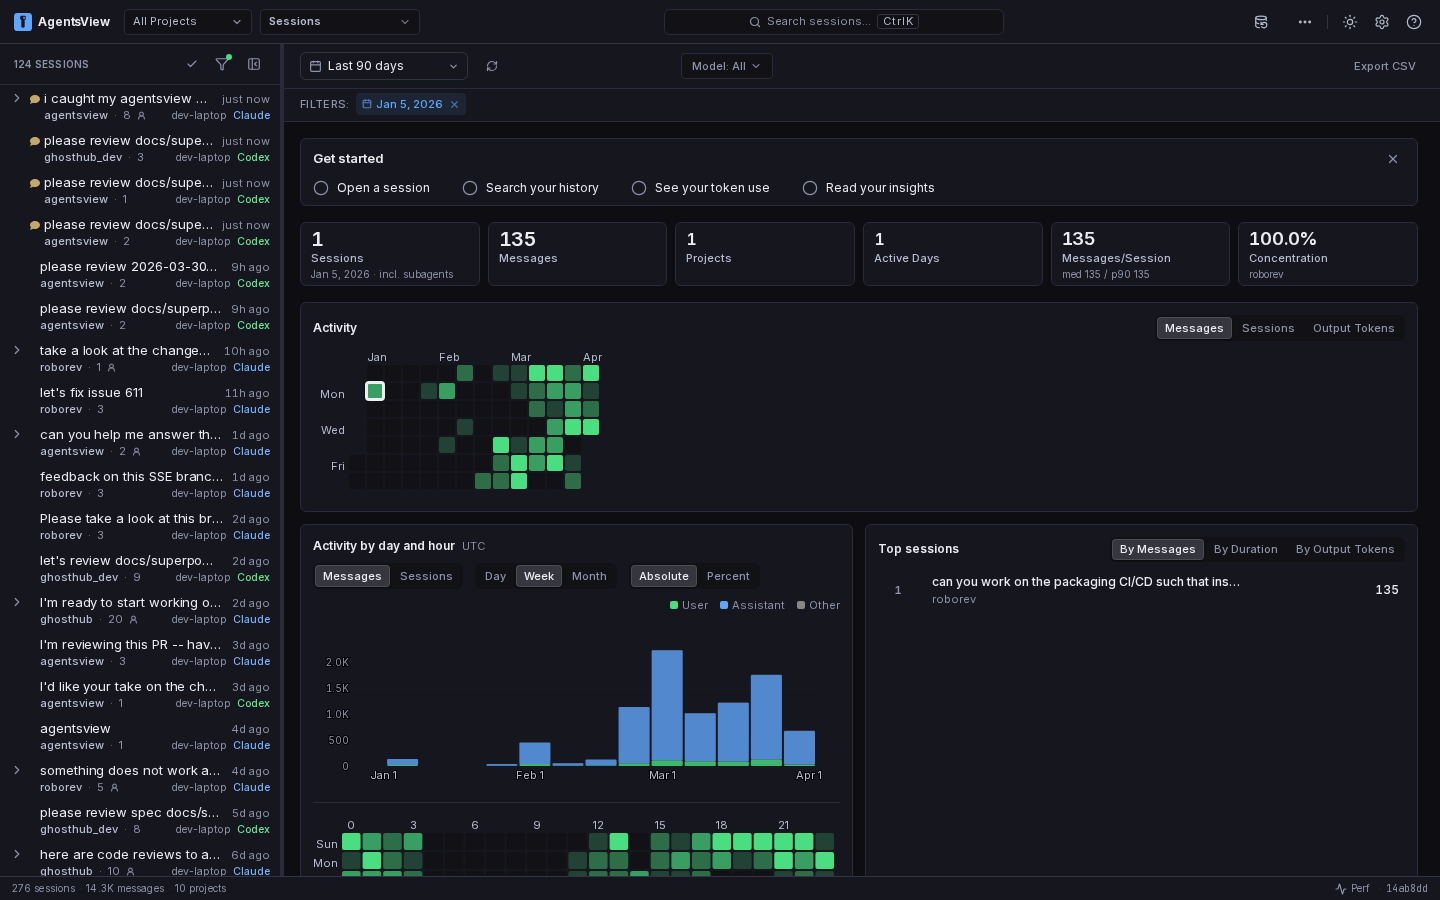 AgentsView
All Projects
Sessions
Search sessions... CtrlK
124 SESSIONS
i caught my agentsview ... just now
agentsview · 8 dev-laptop Claude
please review docs/supe... just now
ghosthub_dev · 3 dev-laptop Codex
please review docs/supe... just now
agentsview · 1 dev-laptop Codex
please review docs/supe... just now
agentsview · 2 dev-laptop Codex
please review 2026-03-30... 9h ago
agentsview · 2 dev-laptop Codex
please review docs/superp... 9h ago
agentsview · 2 dev-laptop Codex
take a look at the change... 10h ago
roborev · 1 dev-laptop Claude
let's fix issue 611 11h ago
roborev · 3 dev-laptop Claude
can you help me answer th... 1d ago
agentsview · 2 dev-laptop Claude
feedback on this SSE branc... 1d ago
roborev · 3 dev-laptop Claude
Please take a look at this br... 2d ago
roborev · 3 dev-laptop Claude
let's review docs/superpo... 2d ago
ghosthub_dev · 9 dev-laptop Codex
I'm ready to start working o... 2d ago
ghosthub · 20 dev-laptop Claude
I'm reviewing this PR -- hav... 3d ago
agentsview · 3 dev-laptop Claude
I'd like your take on the ch... 3d ago
agentsview · 1 dev-laptop Codex
agentsview 4d ago
agentsview · 1 dev-laptop Claude
something does not work a... 4d ago
roborev · 5 dev-laptop Claude
please review spec docs/s... 5d ago
ghosthub_dev · 8 dev-laptop Codex
here are code reviews to a... 6d ago
ghosthub · 10 dev-laptop Claude
Last 90 days
Model: All
Export CSV
FILTERS: Jan 5, 2026 ×
Get started ×
Open a session
Search your history
See your token use
Read your insights
1
Sessions
Jan 5, 2026 · incl. subagents
135
Messages
1
Projects
1
Active Days
135
Messages/Session
med 135 / p90 135
100.0%
Concentration
roborev
Activity
Messages Sessions Output Tokens
Jan Feb Mar Apr
Mon
Wed
Fri
Activity by day and hour UTC
Messages Sessions
Day Week Month
Absolute Percent
User Assistant Other
2.0K
1.5K
1.0K
500
0
Jan 1 Feb 1 Mar 1 Apr 1
0 3 6 9 12 15 18 21
Sun
Mon
Top sessions
By Messages By Duration By Output Tokens
1 can you work on the packaging CI/CD such that ins... 135
roborev
276 sessions · 14.3K messages · 10 projects
Perf 14ab8dd